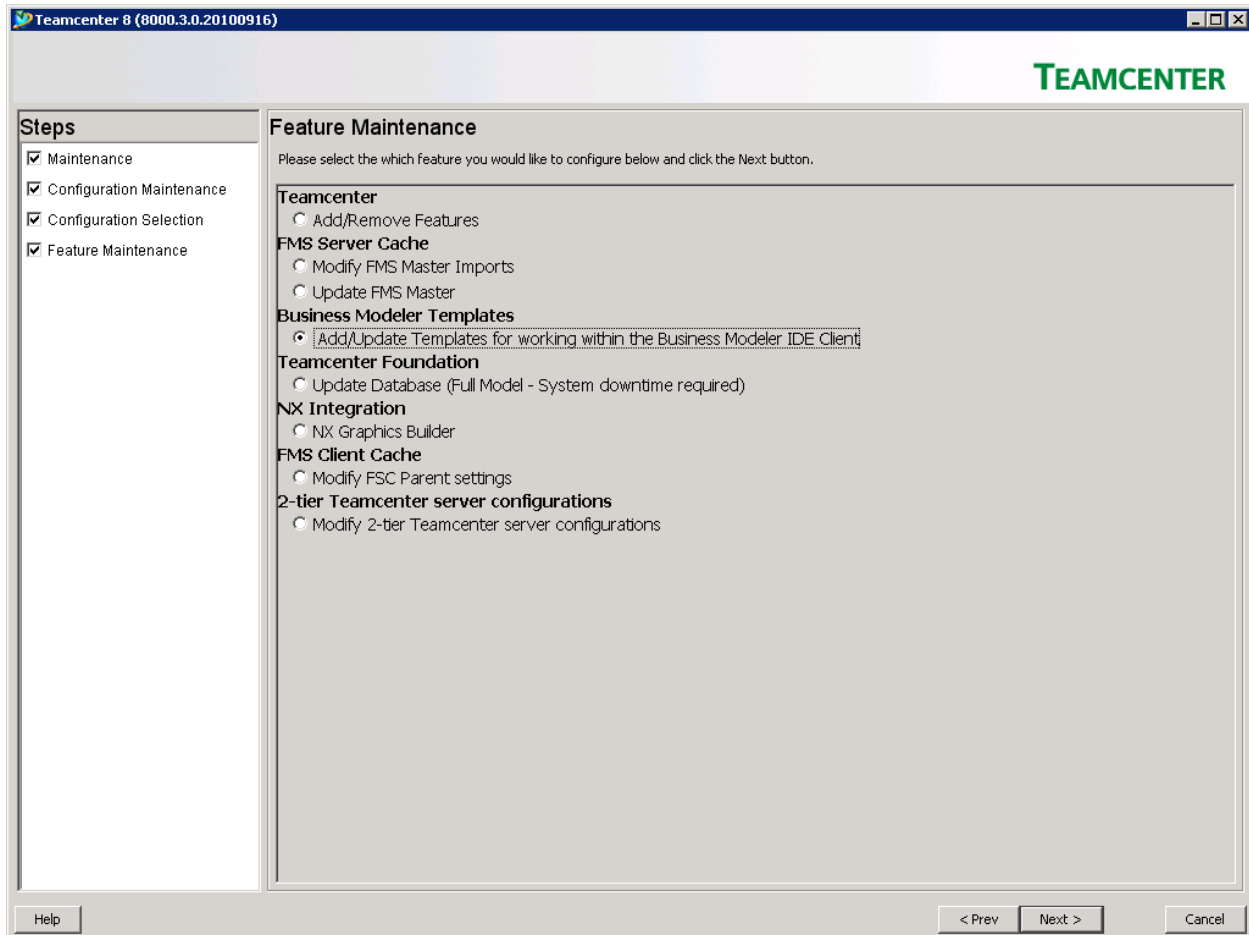 Teamcenter 8 (8000.3.0.20100916)
TEAMCENTER
Steps
Maintenance
Configuration Maintenance
Configuration Selection
Feature Maintenance
Feature Maintenance
Please select the which feature you would like to configure below and click the Next button.
Teamcenter
Add/Remove Features
FMS Server Cache
Modify FMS Master Imports
Update FMS Master
Business Modeler Templates
Add/Update Templates for working within the Business Modeler IDE Client
Teamcenter Foundation
Update Database (Full Model - System downtime required)
NX Integration
NX Graphics Builder
FMS Client Cache
Modify FSC Parent settings
2-tier Teamcenter server configurations
Modify 2-tier Teamcenter server configurations
Help
< Prev
Next >
Cancel